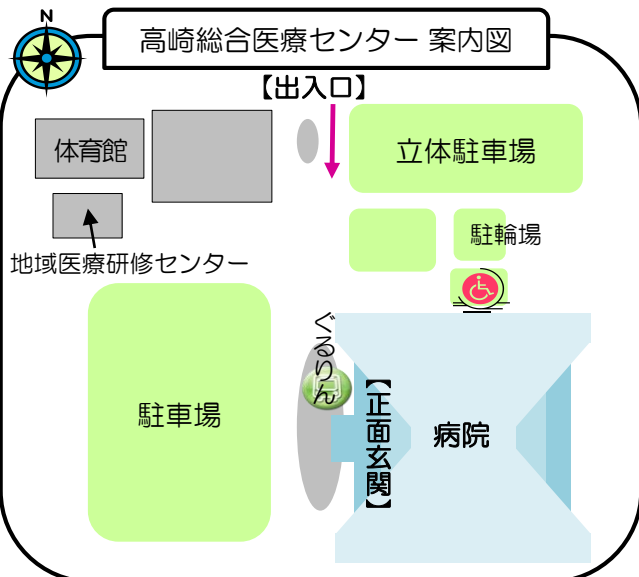 N
高崎総合医療センター 案内図
【出入口】
体育館
立体駐車場
駐輪場
地域医療研修センター
ぐるりん
駐車場
【正面玄関】
病院